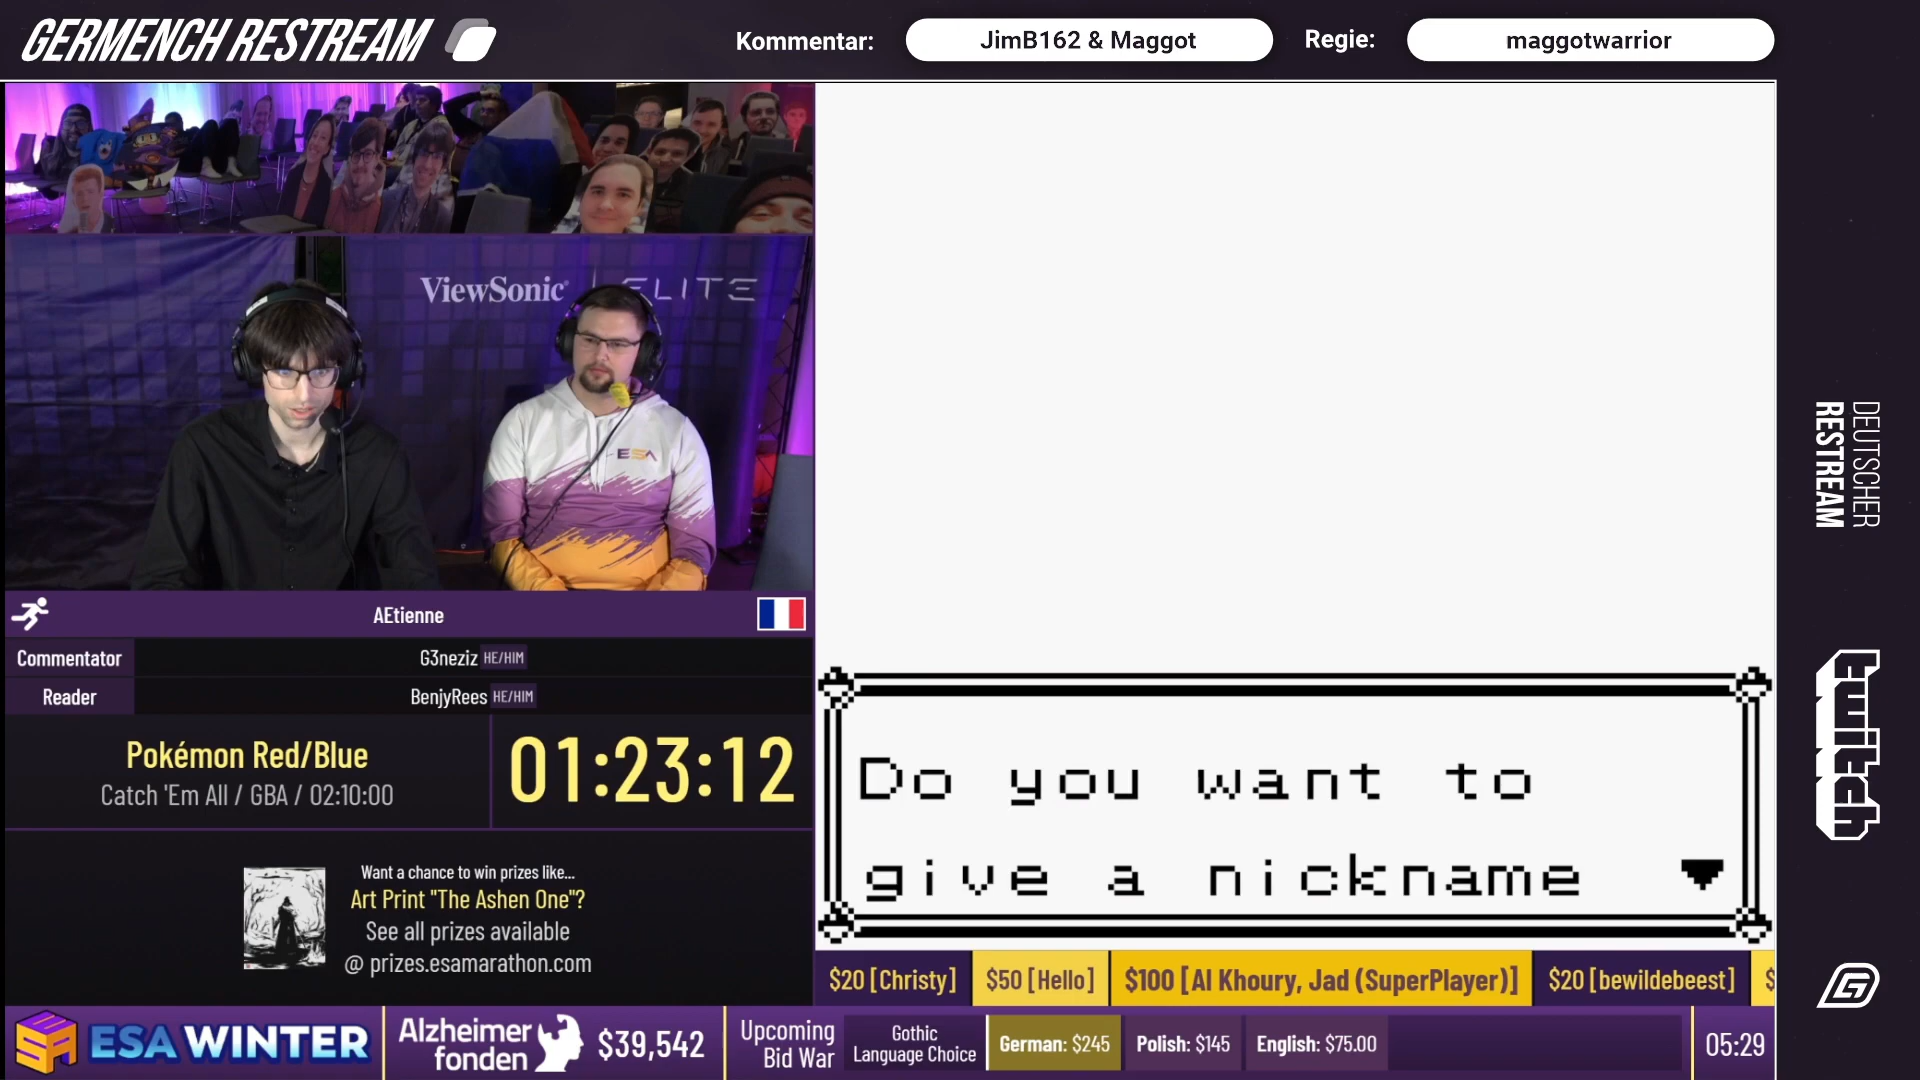 GERMENCH RESTREAM
Kommentar:
JimB162 & Maggot
Regie:
maggotwarrior
ViewSonic
ELITE
ESA
AEtienne
Commentator
G3neziz HE/HIM
Reader
BenjyRees HE/HIM
Pokémon Red/Blue
Catch 'Em All / GBA / 02:10:00
01:23:12
Want a chance to win prizes like...
Art Print "The Ashen One"?
See all prizes available
@ prizes.esamarathon.com
Do you want to
give a nickname
$20 [Christy]
$50 [Hello]
$100 [Al Khoury, Jad (SuperPlayer)]
$20 [bewildebeest]
$
ESA WINTER
Alzheimer
fonden
$39,542
Upcoming
Bid War
Gothic
Language Choice
German: $245
Polish: $145
English: $75.00
05:29
DEUTSCHER
RESTREAM
twitch